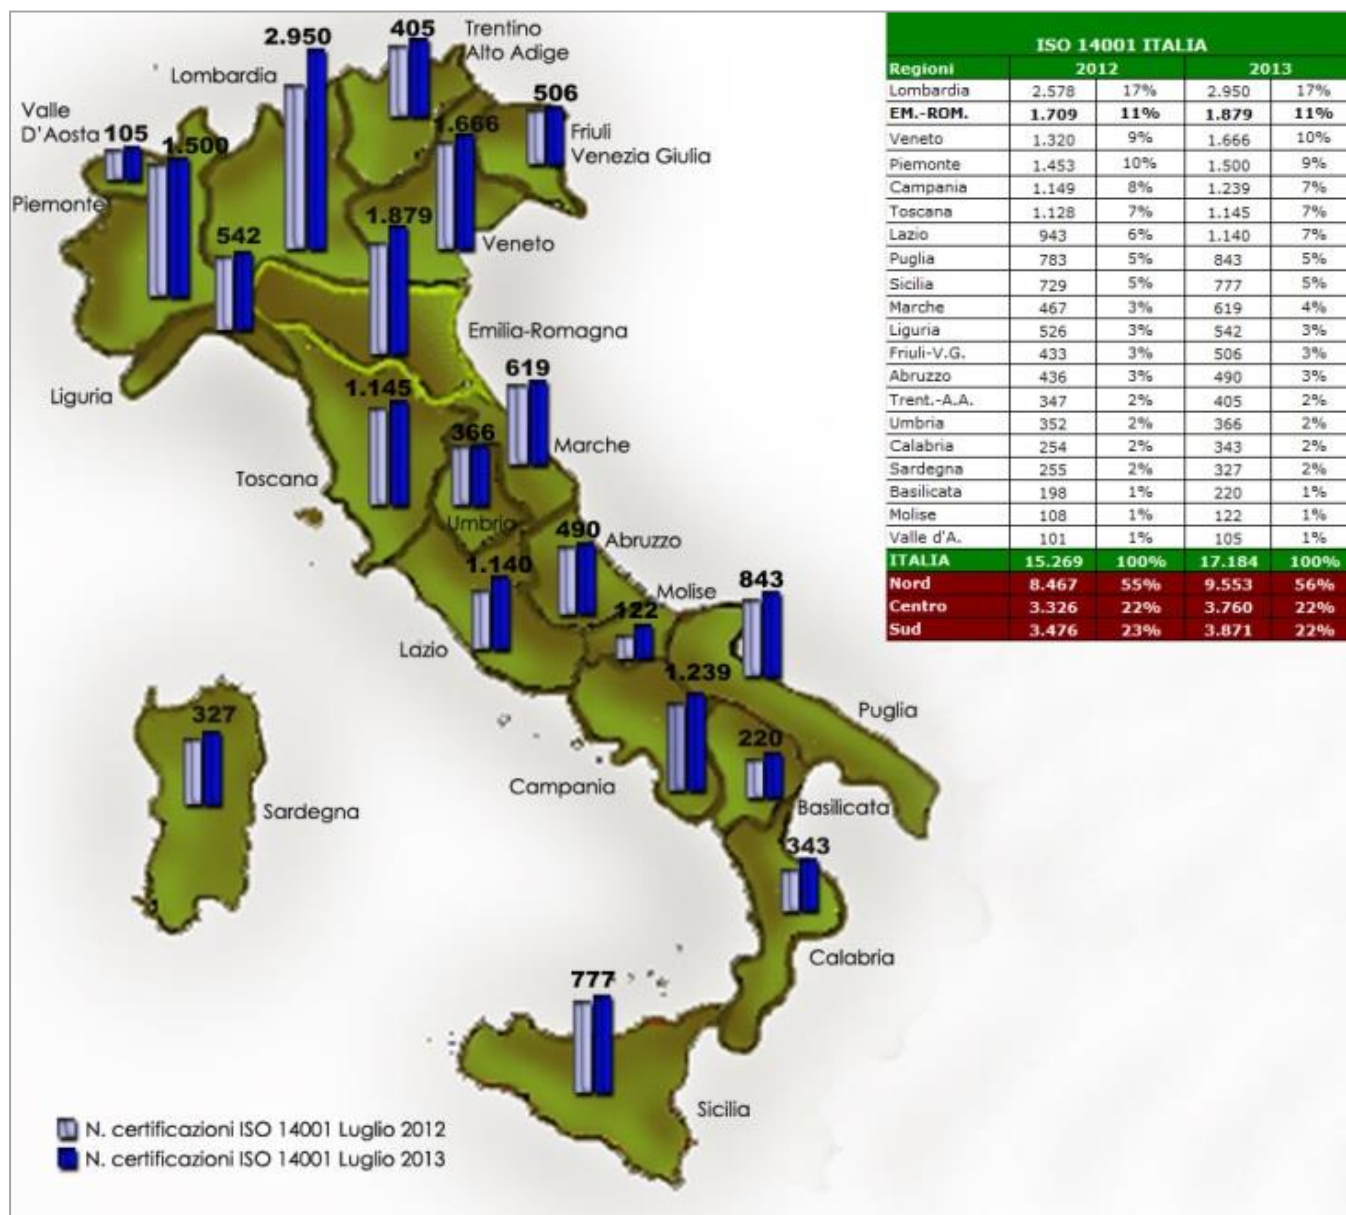 405
Trentino
Alto Adige
2.950
Lombardia
506
Friuli
Venezia Giulia
Valle
D'Aosta
105
1.500
1.666
Piemonte
1.879
Veneto
542
Emilia-Romagna
619
1.145
Liguria
366
Marche
Toscana
Umbria
490
Abruzzo
1.140
Molise
843
122
Lazio
1.239
327
Puglia
220
Campania
Sardegna
Basilicata
343
Calabria
777
Sicilia
N. certificazioni ISO 14001 Luglio 2012
N. certificazioni ISO 14001 Luglio 2013
ISO 14001 ITALIA
Regioni 2012 2013
Lombardia 2.578 17% 2.950 17%
EM.-ROM. 1.709 11% 1.879 11%
Veneto 1.320 9% 1.666 10%
Piemonte 1.453 10% 1.500 9%
Campania 1.149 8% 1.239 7%
Toscana 1.128 7% 1.145 7%
Lazio 943 6% 1.140 7%
Puglia 783 5% 843 5%
Sicilia 729 5% 777 5%
Marche 467 3% 619 4%
Liguria 526 3% 542 3%
Friuli-V.G. 433 3% 506 3%
Abruzzo 436 3% 490 3%
Trent.-A.A. 347 2% 405 2%
Umbria 352 2% 366 2%
Calabria 254 2% 343 2%
Sardegna 255 2% 327 2%
Basilicata 198 1% 220 1%
Molise 108 1% 122 1%
Valle d'A. 101 1% 105 1%
ITALIA 15.269 100% 17.184 100%
Nord 8.467 55% 9.553 56%
Centro 3.326 22% 3.760 22%
Sud 3.476 23% 3.871 22%